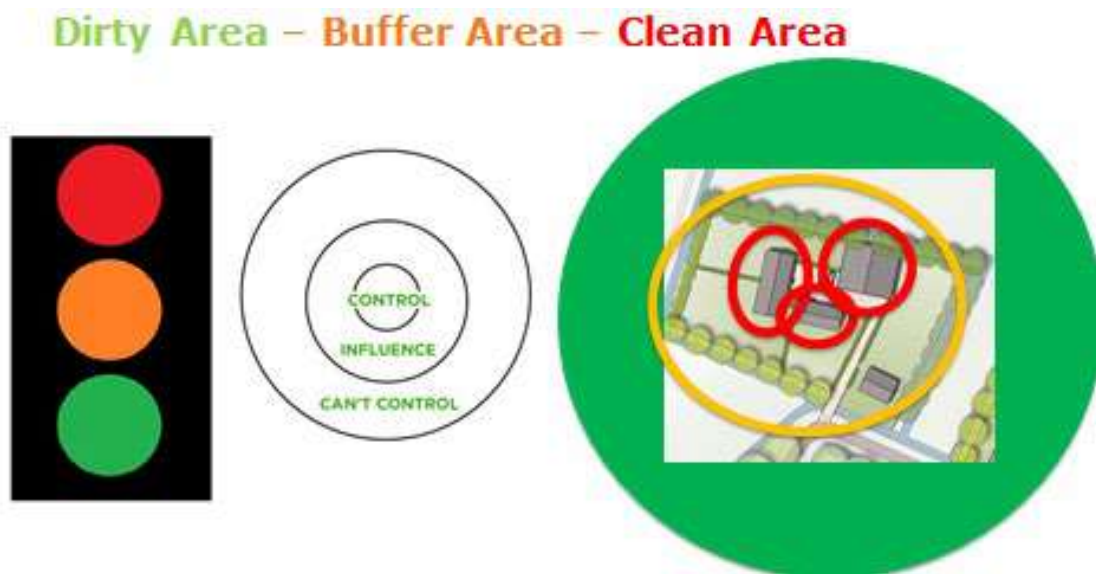 Dirty Area – Buffer Area – Clean Area
CONTROL
INFLUENCE
CAN'T CONTROL